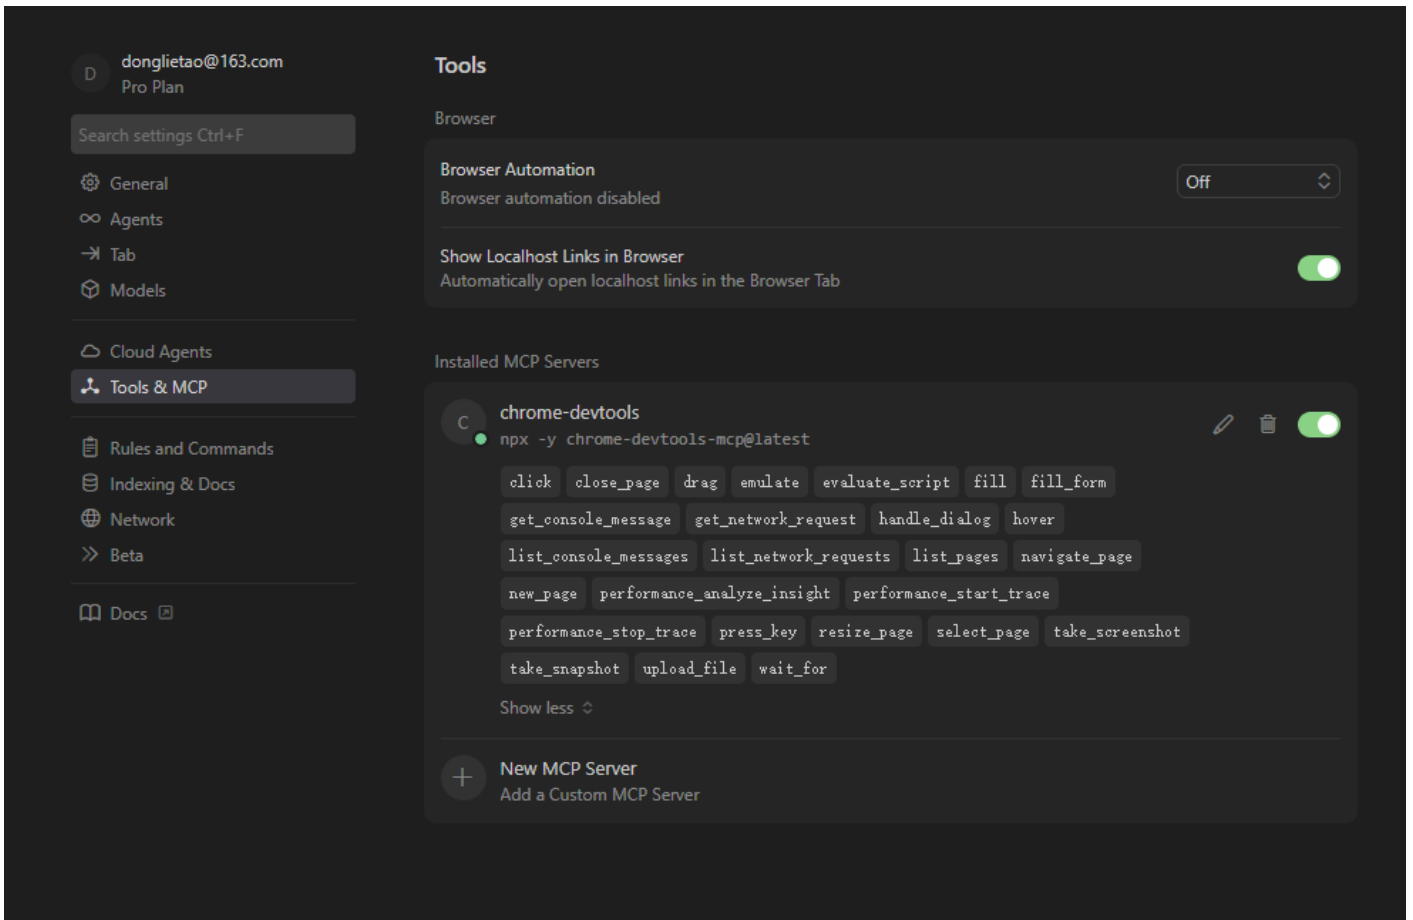 D
donglietao@163.com
Pro Plan
Search settings Ctrl+F
General
Agents
Tab
Models
Cloud Agents
Tools & MCP
Rules and Commands
Indexing & Docs
Network
Beta
Docs
Tools
Browser
Browser Automation
Browser automation disabled
Off
Show Localhost Links in Browser
Automatically open localhost links in the Browser Tab
Installed MCP Servers
C
chrome-devtools
npx -y chrome-devtools-mcp@latest
click close_page drag emulate evaluate_script fill fill_form
get_console_message get_network_request handle_dialog hover
list_console_messages list_network_requests list_pages navigate_page
new_page performance_analyze_insight performance_start_trace
performance_stop_trace press_key resize_page select_page take_screenshot
take_snapshot upload_file wait_for
Show less
New MCP Server
Add a Custom MCP Server